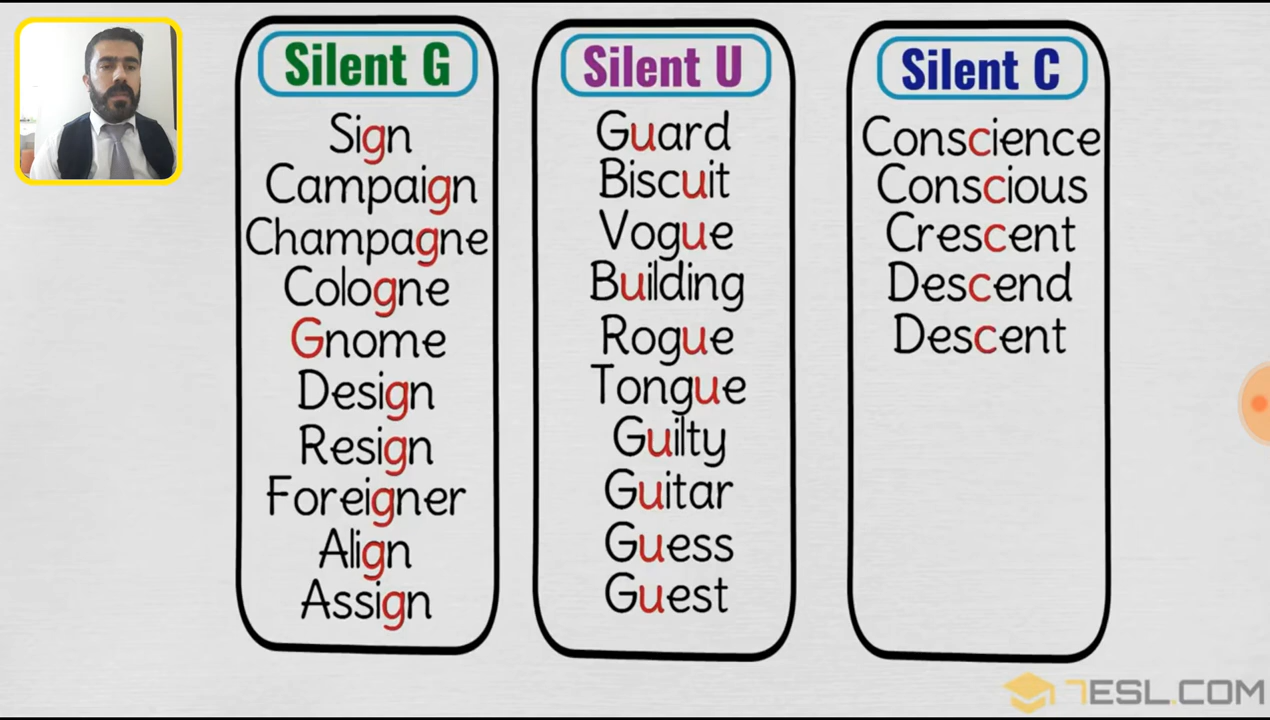 Silent G
Sign
Campaign
Champagne
Cologne
Gnome
Design
Resign
Foreigner
Align
Assign
Silent U
Guard
Biscuit
Vogue
Building
Rogue
Tongue
Guilty
Guitar
Guess
Guest
Silent C
Conscience
Conscious
Crescent
Descend
Descent
7ESL.COM